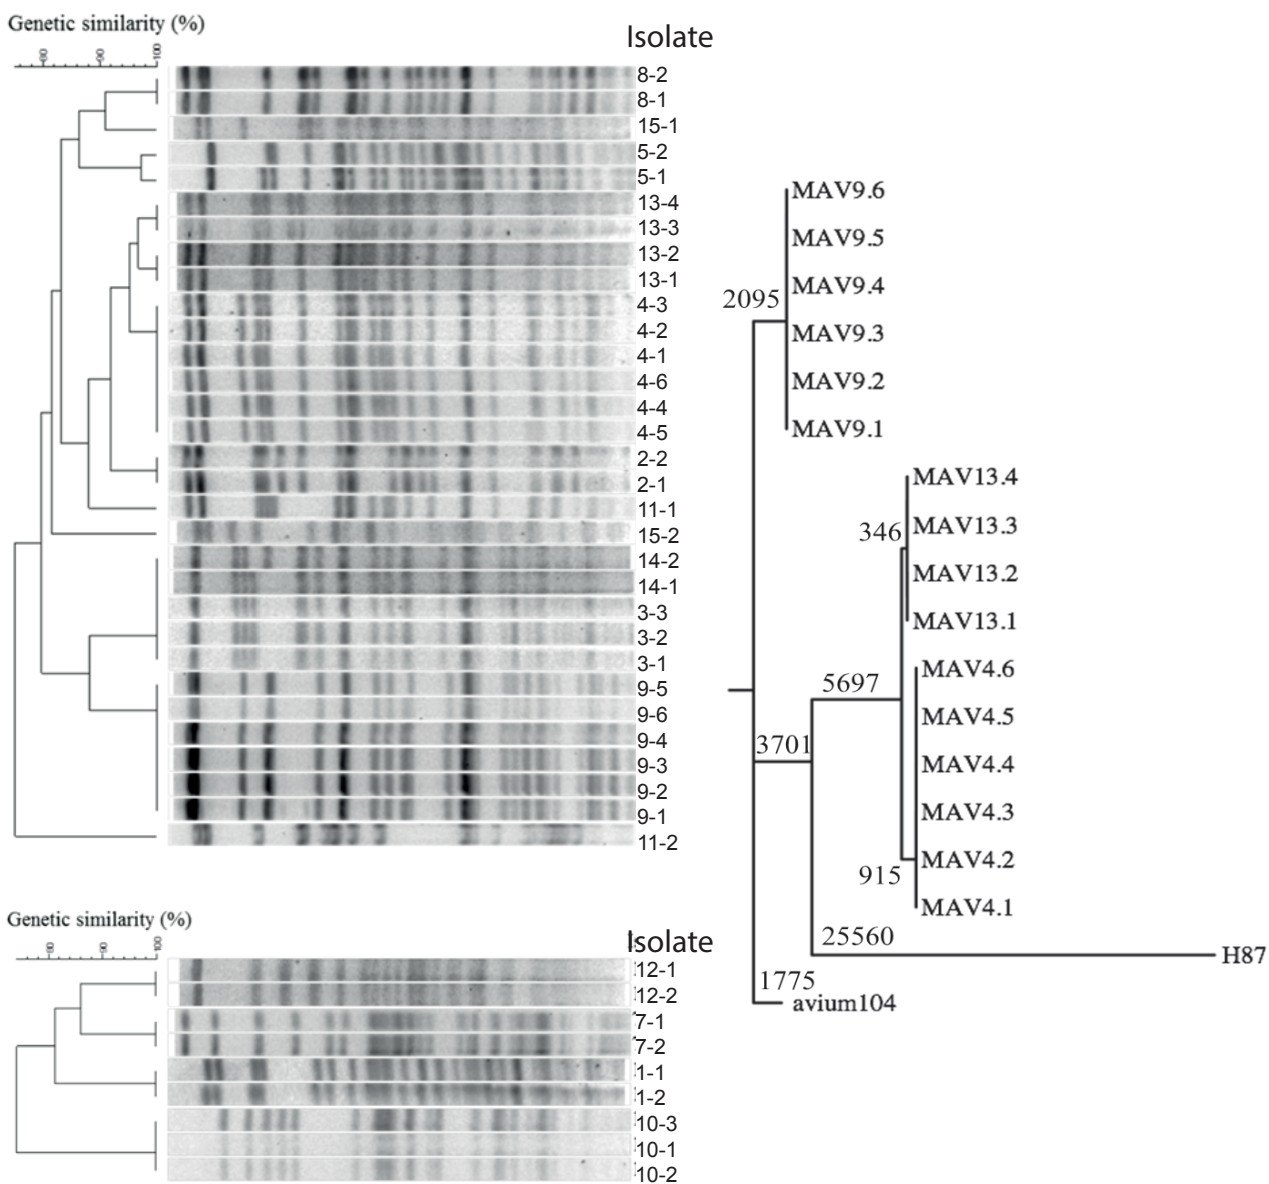 Genetic similarity (%)
Isolate
80
90
100
8-2
8-1
15-1
5-2
5-1
13-4
13-3
13-2
13-1
4-3
4-2
4-1
4-6
4-4
4-5
2-2
2-1
11-1
15-2
14-2
14-1
3-3
3-2
3-1
9-5
9-6
9-4
9-3
9-2
9-1
11-2
Genetic similarity (%)
Isolate
80
90
100
12-1
12-2
7-1
7-2
1-1
1-2
10-3
10-1
10-2
MAV9.6
MAV9.5
MAV9.4
2095
MAV9.3
MAV9.2
MAV9.1
MAV13.4
MAV13.3
346
MAV13.2
MAV13.1
MAV4.6
5697
MAV4.5
3701
MAV4.4
MAV4.3
MAV4.2
915
MAV4.1
25560
H87
1775
avium104